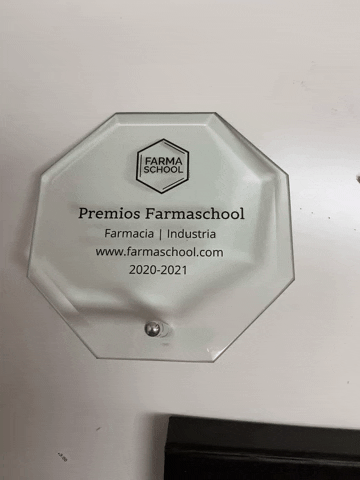 FARMA
SCHOOL
Premios Farmaschool
Farmacia | Industria
www.farmaschool.com
2020-2021